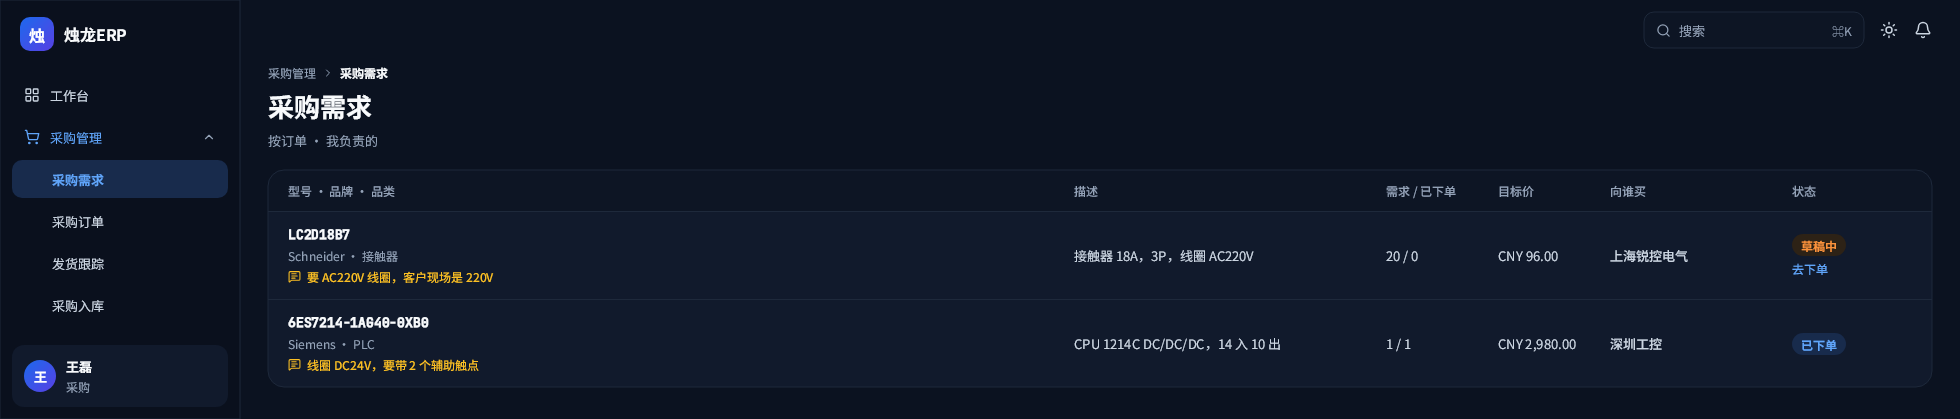 烛 烛龙ERP
搜索 ⌘K
工作台
采购管理
采购需求
采购订单
发货跟踪
采购入库
王 王磊
采购
采购管理 > 采购需求
采购需求
按订单 • 我负责的
型号 • 品牌 • 品类 描述 需求 / 已下单 目标价 向谁买 状态
LC2D18B7
Schneider • 接触器
要 AC220V 线圈，客户现场是 220V
接触器 18A，3P，线圈 AC220V 20 / 0 CNY 96.00 上海锐控电气 草稿中
去下单
6ES7214-1AG40-0XB0
Siemens • PLC
线圈 DC24V，要带 2 个辅助触点
CPU 1214C DC/DC/DC，14 入 10 出 1 / 1 CNY 2,980.00 深圳工控 已下单